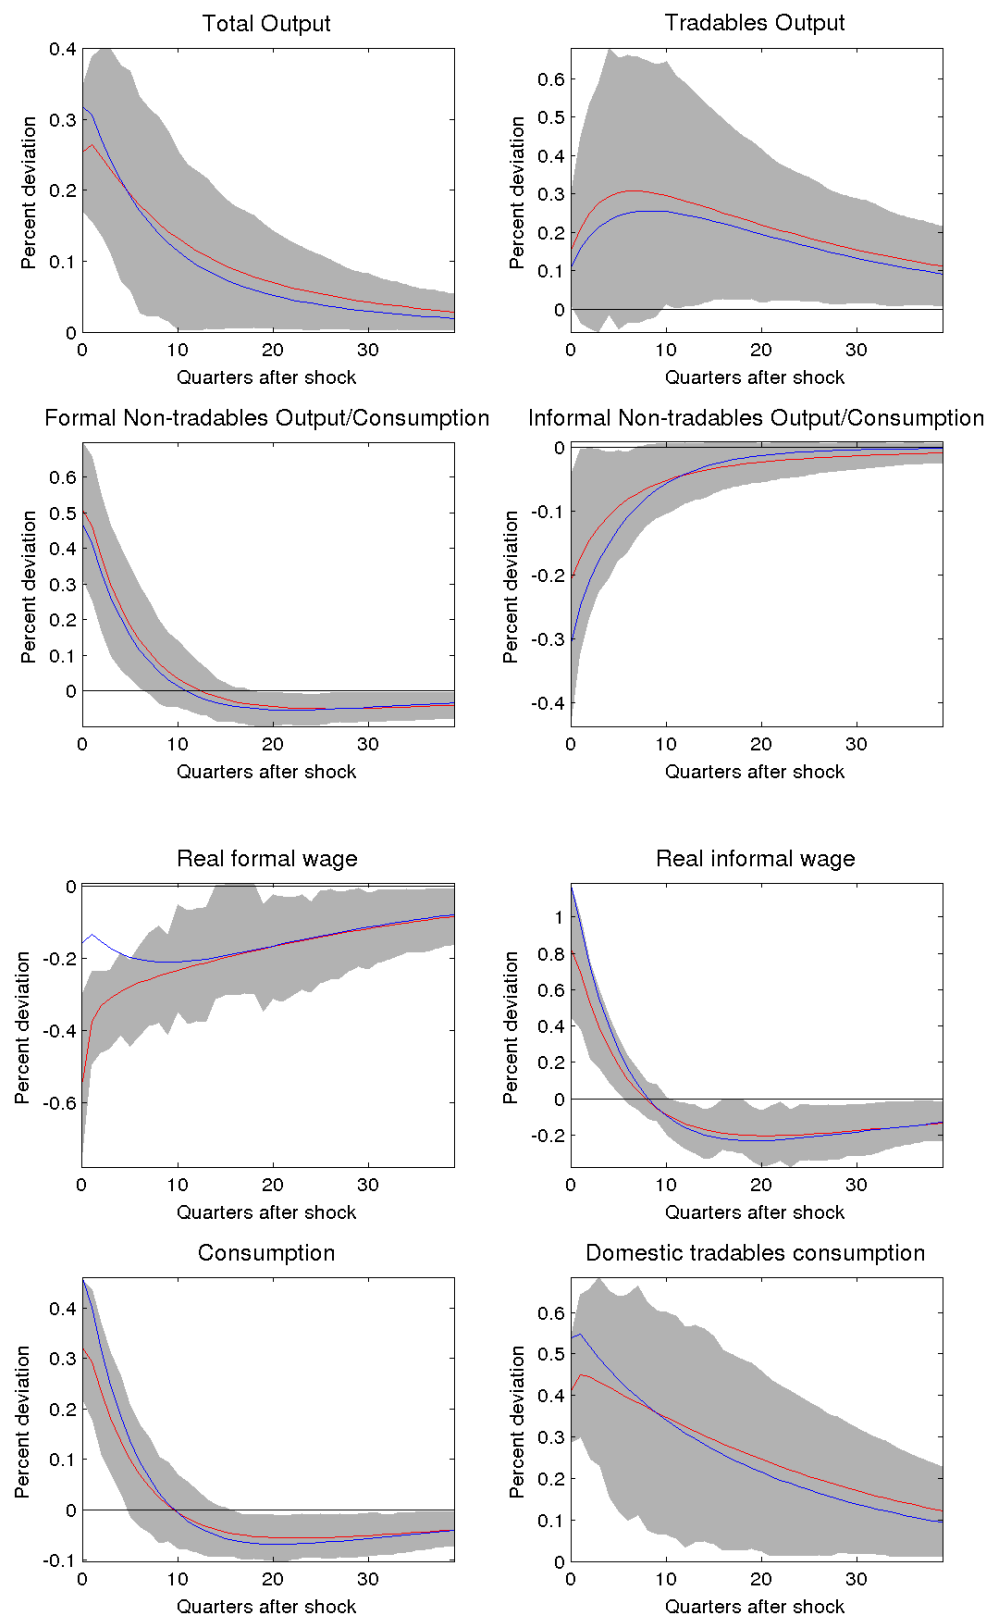 Total Output
Tradables Output
Percent deviation
0.4
0.3
0.2
0.1
0
0 10 20 30
Quarters after shock
Percent deviation
0.6
0.5
0.4
0.3
0.2
0.1
0
0 10 20 30
Quarters after shock
Formal Non-tradables Output/Consumption
Informal Non-tradables Output/Consumption
Percent deviation
0.6
0.5
0.4
0.3
0.2
0.1
0
0 10 20 30
Quarters after shock
Percent deviation
0
-0.1
-0.2
-0.3
-0.4
0 10 20 30
Quarters after shock
Real formal wage
Real informal wage
Percent deviation
0
-0.2
-0.4
-0.6
0 10 20 30
Quarters after shock
Percent deviation
1
0.8
0.6
0.4
0.2
0
-0.2
0 10 20 30
Quarters after shock
Consumption
Domestic tradables consumption
Percent deviation
0.4
0.3
0.2
0.1
0
-0.1
0 10 20 30
Quarters after shock
Percent deviation
0.6
0.5
0.4
0.3
0.2
0.1
0
0 10 20 30
Quarters after shock